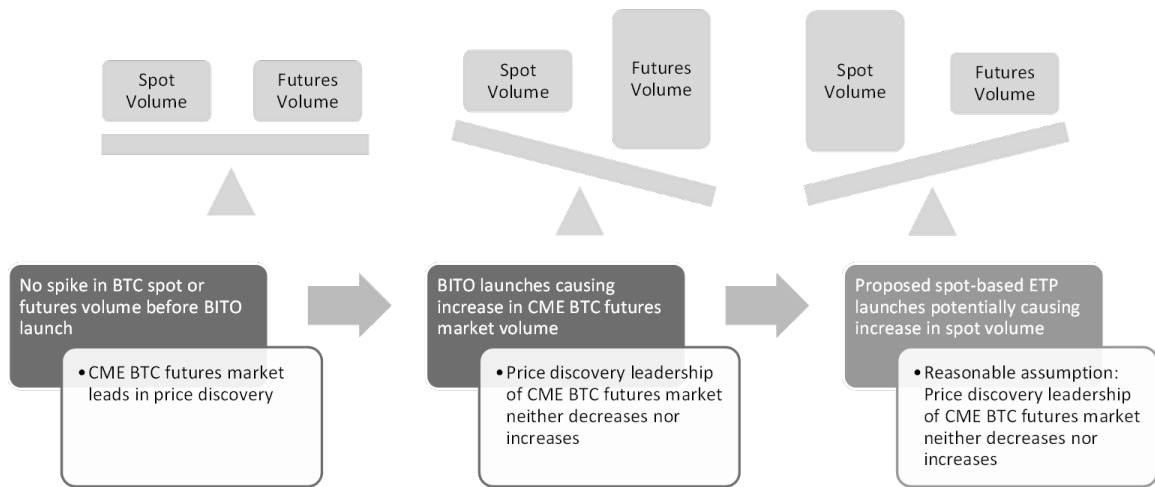 Spot
Volume
Futures
Volume
Spot
Volume
Futures
Volume
Spot
Volume
Futures
Volume
No spike in BTC spot or
futures volume before BITO
launch
•CME BTC futures market
leads in price discovery
BITO launches causing
increase in CME BTC futures
market volume
•Price discovery leadership
of CME BTC futures market
neither decreases nor
increases
Proposed spot-based ETP
launches potentially causing
increase in spot volume
•Reasonable assumption:
Price discovery leadership
of CME BTC futures market
neither decreases nor
increases